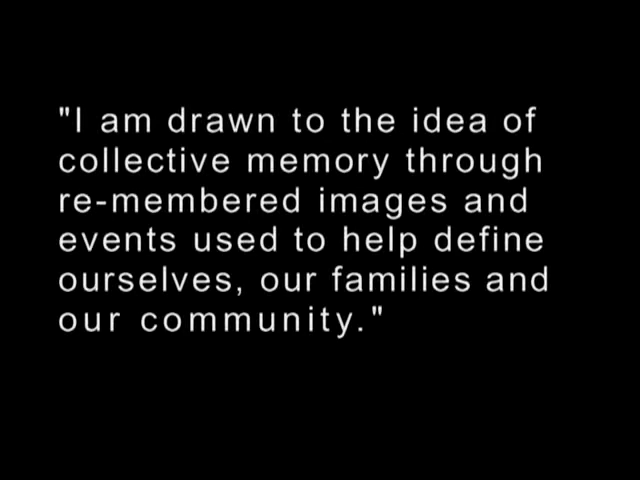 "I am drawn to the idea of
collective memory through
re-membered images and
events used to help define
ourselves, our families and
our community."